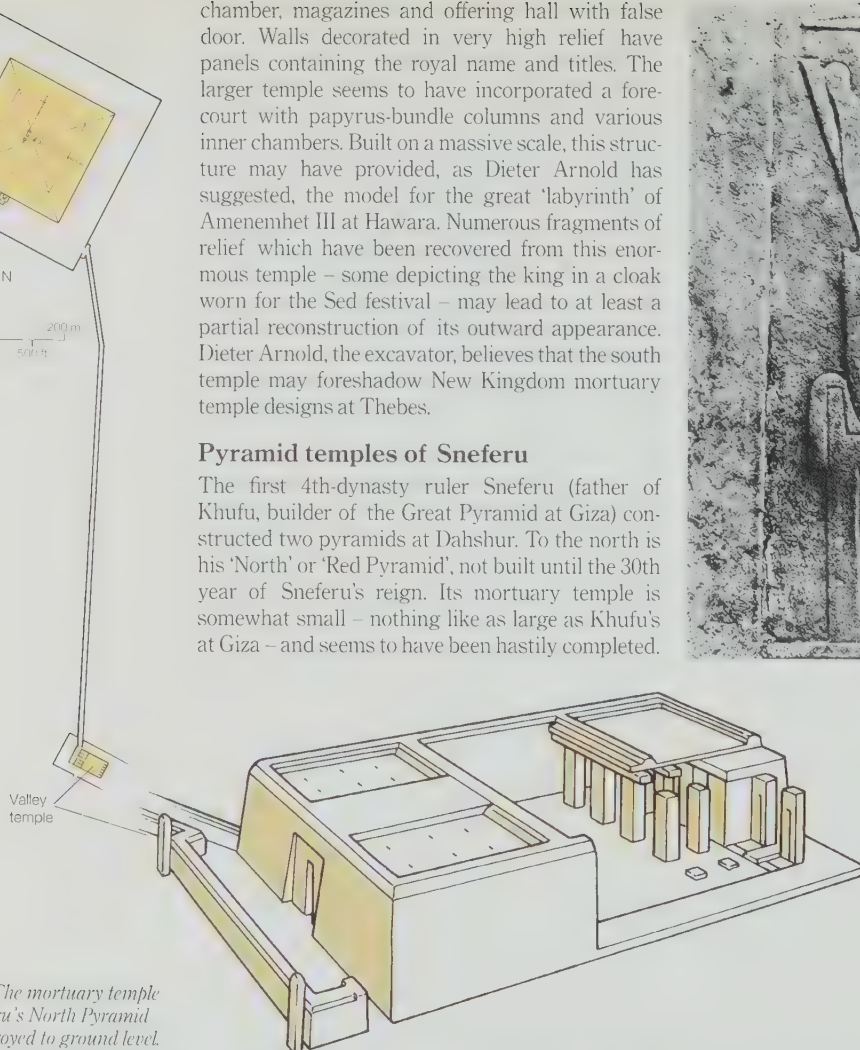 chamber, magazines and offering hall with false
door. Walls decorated in very high relief have
panels containing the royal name and titles. The
larger temple seems to have incorporated a fore-
court with papyrus-bundle columns and various
inner chambers. Built on a massive scale, this struc-
ture may have provided, as Dieter Arnold has
suggested, the model for the great ‘labyrinth’ of
Amenemhet III at Hawara. Numerous fragments of
relief which have been recovered from this enor-
mous temple – some depicting the king in a cloak
worn for the Sed festival – may lead to at least a
partial reconstruction of its outward appearance.
Dieter Arnold, the excavator, believes that the south
temple may foreshadow New Kingdom mortuary
temple designs at Thebes.
Pyramid temples of Sneferu
The first 4th-dynasty ruler Sneferu (father of
Khufu, builder of the Great Pyramid at Giza) con-
structed two pyramids at Dahshur. To the north is
his ‘North’ or ‘Red Pyramid’, not built until the 30th
year of Sneferu’s reign. Its mortuary temple is
somewhat small – nothing like as large as Khufu’s
at Giza – and seems to have been hastily completed.
N
200 m
500 ft
Valley
temple
The mortuary temple
ru’s North Pyramid
oyed to ground level.